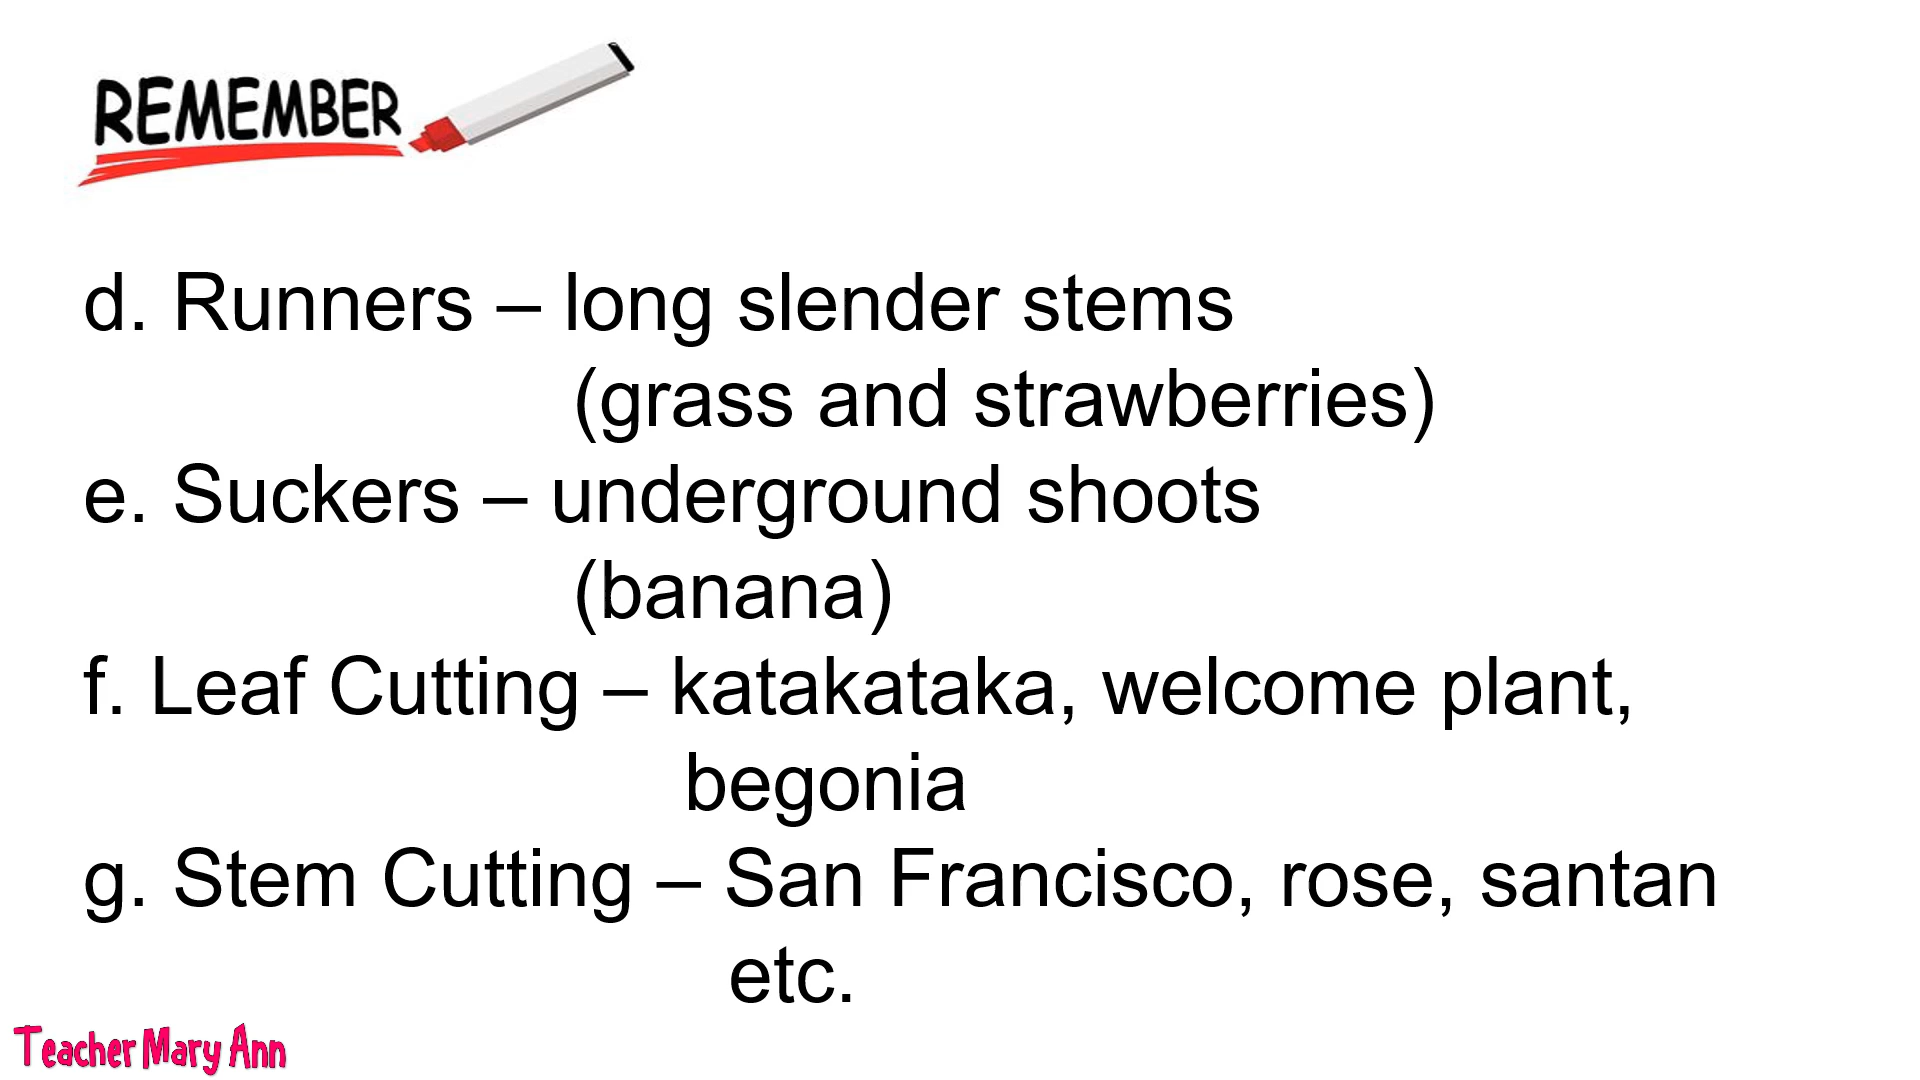 REMEMBER
d. Runners – long slender stems
(grass and strawberries)
e. Suckers – underground shoots
(banana)
f. Leaf Cutting – katakataka, welcome plant,
begonia
g. Stem Cutting – San Francisco, rose, santan
etc.
Teacher Mary Ann